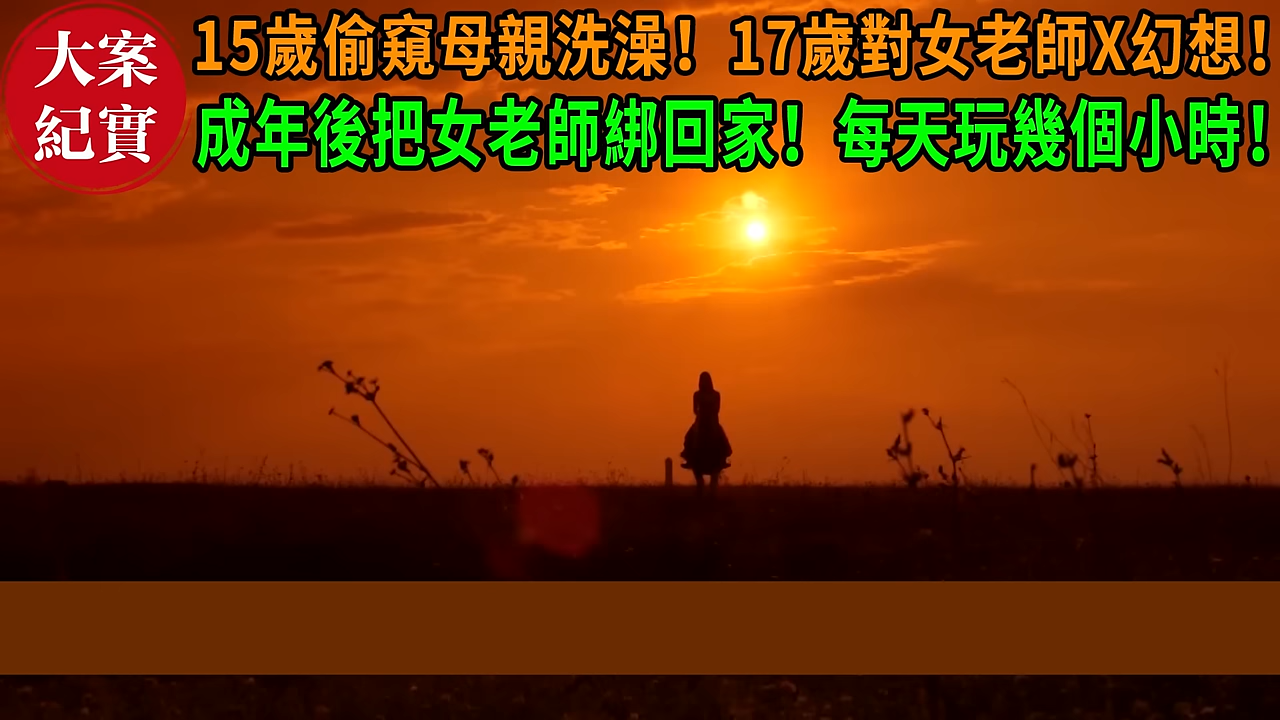 大案
紀實
15歲偷窺母親洗澡！17歲對女老師X幻想！
成年後把女老師綁回家！每天玩幾個小時！